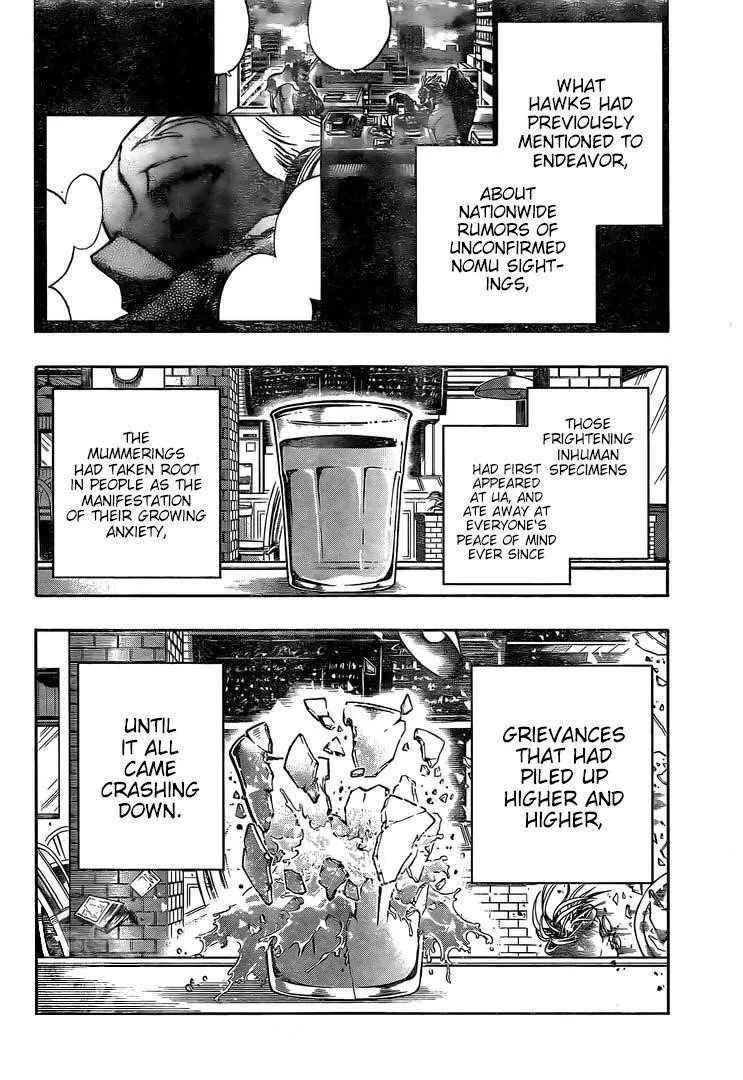 WHAT
HAWKS HAD
PREVIOUSLY
MENTIONED TO
ENDEAVOR,
ABOUT
NATIONWIDE
RUMORS OF
UNCONFIRMED
NOMU SIGHT-
INGS,
THOSE
FRIGHTENING
INHUMAN
SPECIMENS
HAD FIRST
APPEARED
AT UA, AND
ATE AWAY AT
EVERYONE'S
PEACE OF MIND
EVER SINCE
THE
MUMMERINGS
HAD TAKEN ROOT
IN PEOPLE AS THE
MANIFESTATION
OF THEIR GROWING
ANXIETY,
GRIEVANCES
THAT HAD
PILED UP
HIGHER AND
HIGHER,
UNTIL
IT ALL
CAME
CRASHING
DOWN.